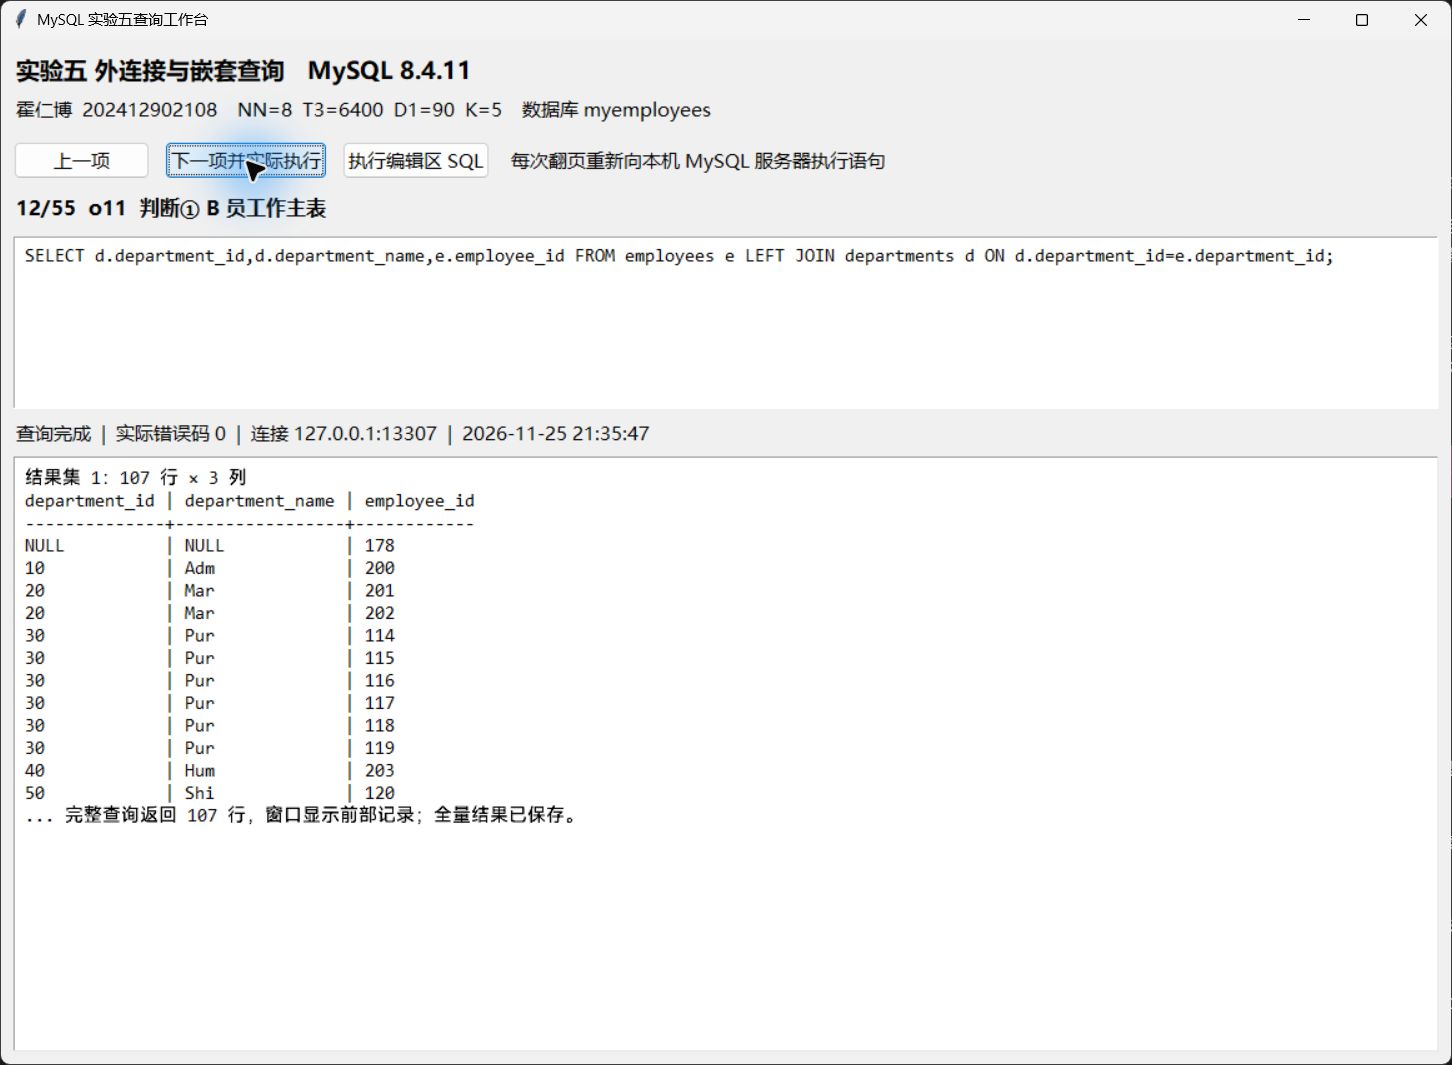 MySQL 实验五查询工作台
实验五 外连接与嵌套查询 MySQL 8.4.11
霍仁博 202412902108 NN=8 T3=6400 D1=90 K=5 数据库 myemployees
上一项 下一项并实际执行 执行编辑区 SQL 每次翻页重新向本机 MySQL 服务器执行语句
12/55 o11 判断① B 员工作主表
SELECT d.department_id,d.department_name,e.employee_id FROM employees e LEFT JOIN departments d ON d.department_id=e.department_id;
查询完成 | 实际错误码 0 | 连接 127.0.0.1:13307 | 2026-11-25 21:35:47
结果集 1: 107 行 × 3 列
department_id | department_name | employee_id
--------------+-----------------+------------
NULL | NULL | 178
10 | Adm | 200
20 | Mar | 201
20 | Mar | 202
30 | Pur | 114
30 | Pur | 115
30 | Pur | 116
30 | Pur | 117
30 | Pur | 118
30 | Pur | 119
40 | Hum | 203
50 | Shi | 120
... 完整查询返回 107 行，窗口显示前部记录；全量结果已保存。